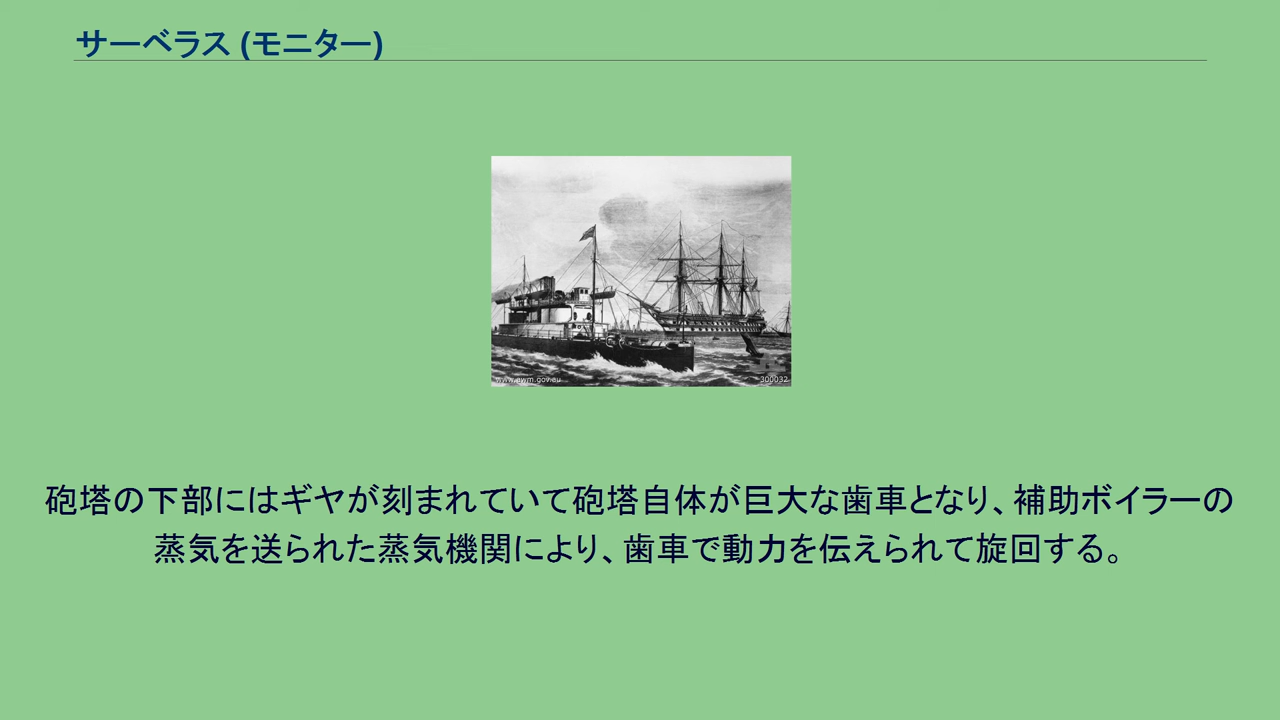 サーベラス (モニター)
www.awm.gov.au
300032
砲塔の下部にはギヤが刻まれていて砲塔自体が巨大な歯車となり、補助ボイラーの
蒸気を送られた蒸気機関により、歯車で動力を伝えられて旋回する。